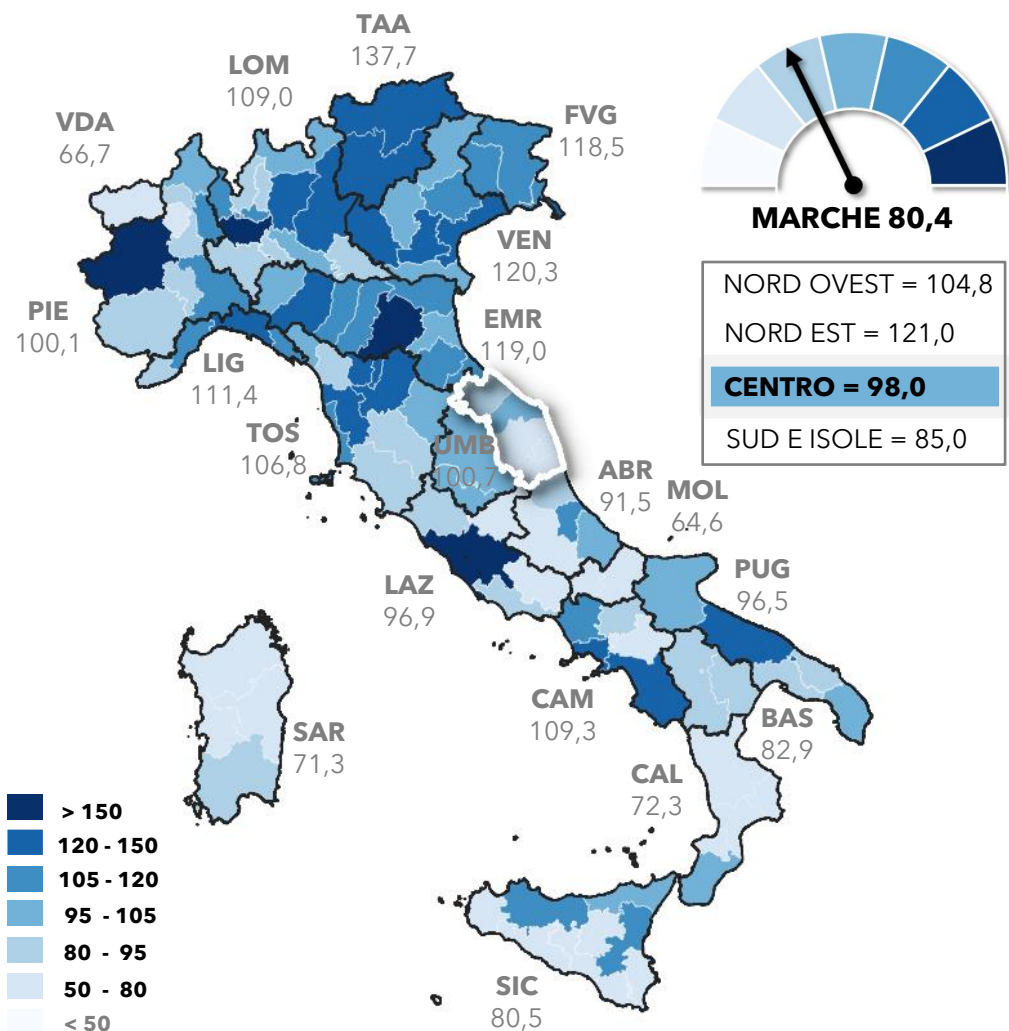 TAA
137,7
LOM
109,0
VDA
66,7
FVG
118,5
MARCHE 80,4
VEN
120,3
NORD OVEST = 104,8
NORD EST = 121,0
CENTRO = 98,0
SUD E ISOLE = 85,0
PIE
100,1
EMR
119,0
LIG
111,4
TOS
106,8
UMB
100,7
ABR
91,5
MOL
64,6
LAZ
96,9
PUG
96,5
CAM
109,3
BAS
82,9
SAR
71,3
CAL
72,3
SIC
80,5
> 150
120 - 150
105 - 120
95 - 105
80 - 95
50 - 80
< 50